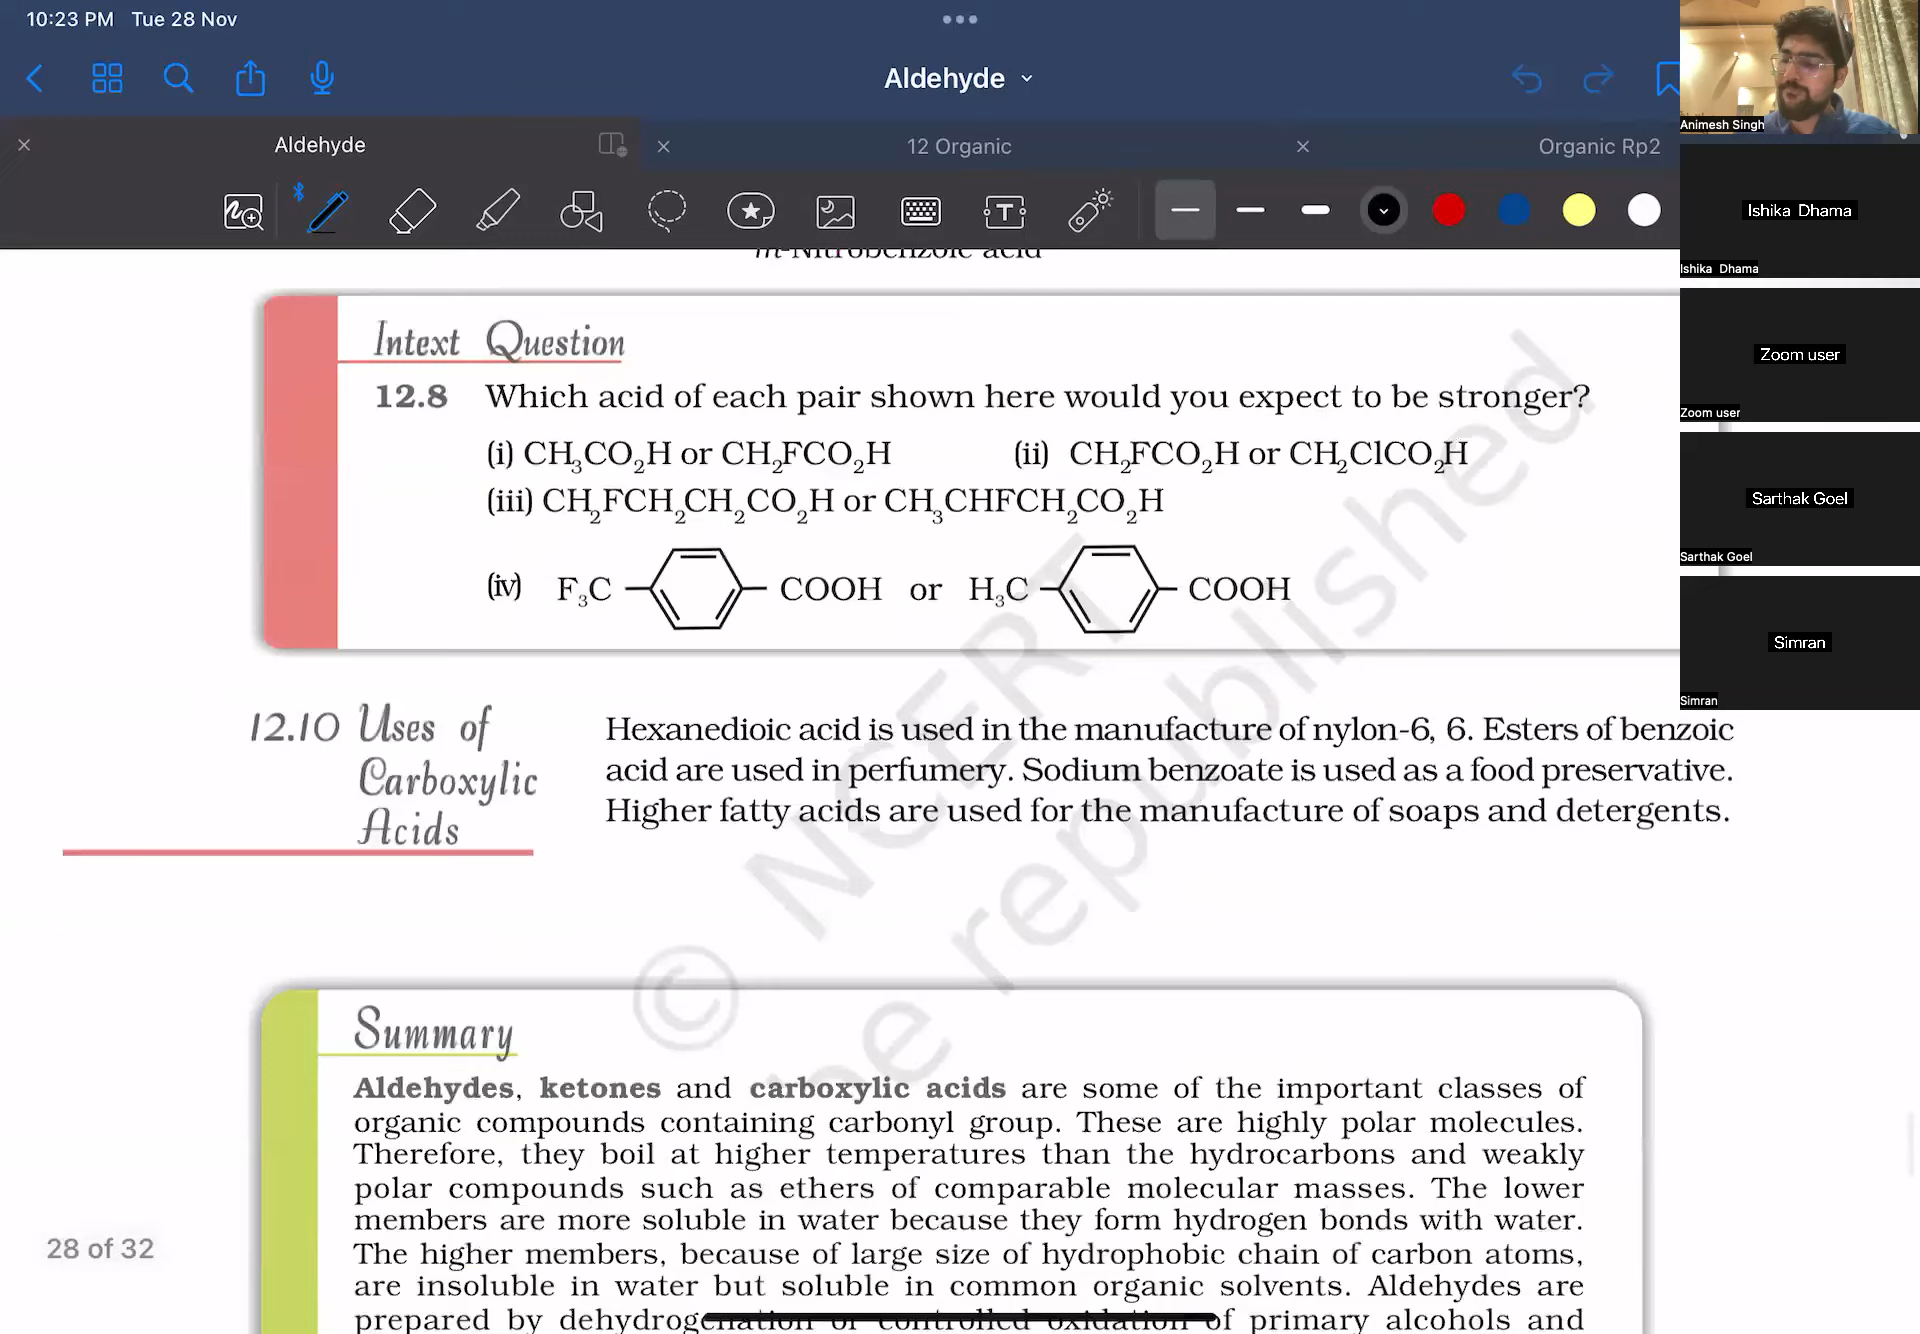 10:23 PM Tue 28 Nov
Aldehyde
Aldehyde
12 Organic
Organic Rp2
Animesh Singh
Ishika Dhama
Ishika Dhama
Zoom user
Zoom user
Sarthak Goel
Sarthak Goel
Simran
Simran
m-Nitrobenzoic acid
Intext Question
12.8 Which acid of each pair shown here would you expect to be stronger?
(i) CH₃CO₂H or CH₂FCO₂H (ii) CH₂FCO₂H or CH₂ClCO₂H
(iii) CH₂FCH₂CH₂CO₂H or CH₃CHFCH₂CO₂H
(iv) F₃C COOH or H₃C COOH
12.10 Uses of
Carboxylic
Acids
Hexanedioic acid is used in the manufacture of nylon-6, 6. Esters of benzoic
acid are used in perfumery. Sodium benzoate is used as a food preservative.
Higher fatty acids are used for the manufacture of soaps and detergents.
© NCERT
be republished
Summary
Aldehydes, ketones and carboxylic acids are some of the important classes of
organic compounds containing carbonyl group. These are highly polar molecules.
Therefore, they boil at higher temperatures than the hydrocarbons and weakly
polar compounds such as ethers of comparable molecular masses. The lower
members are more soluble in water because they form hydrogen bonds with water.
The higher members, because of large size of hydrophobic chain of carbon atoms,
are insoluble in water but soluble in common organic solvents. Aldehydes are
prepared by dehydrogenation or controlled oxidation of primary alcohols and
28 of 32